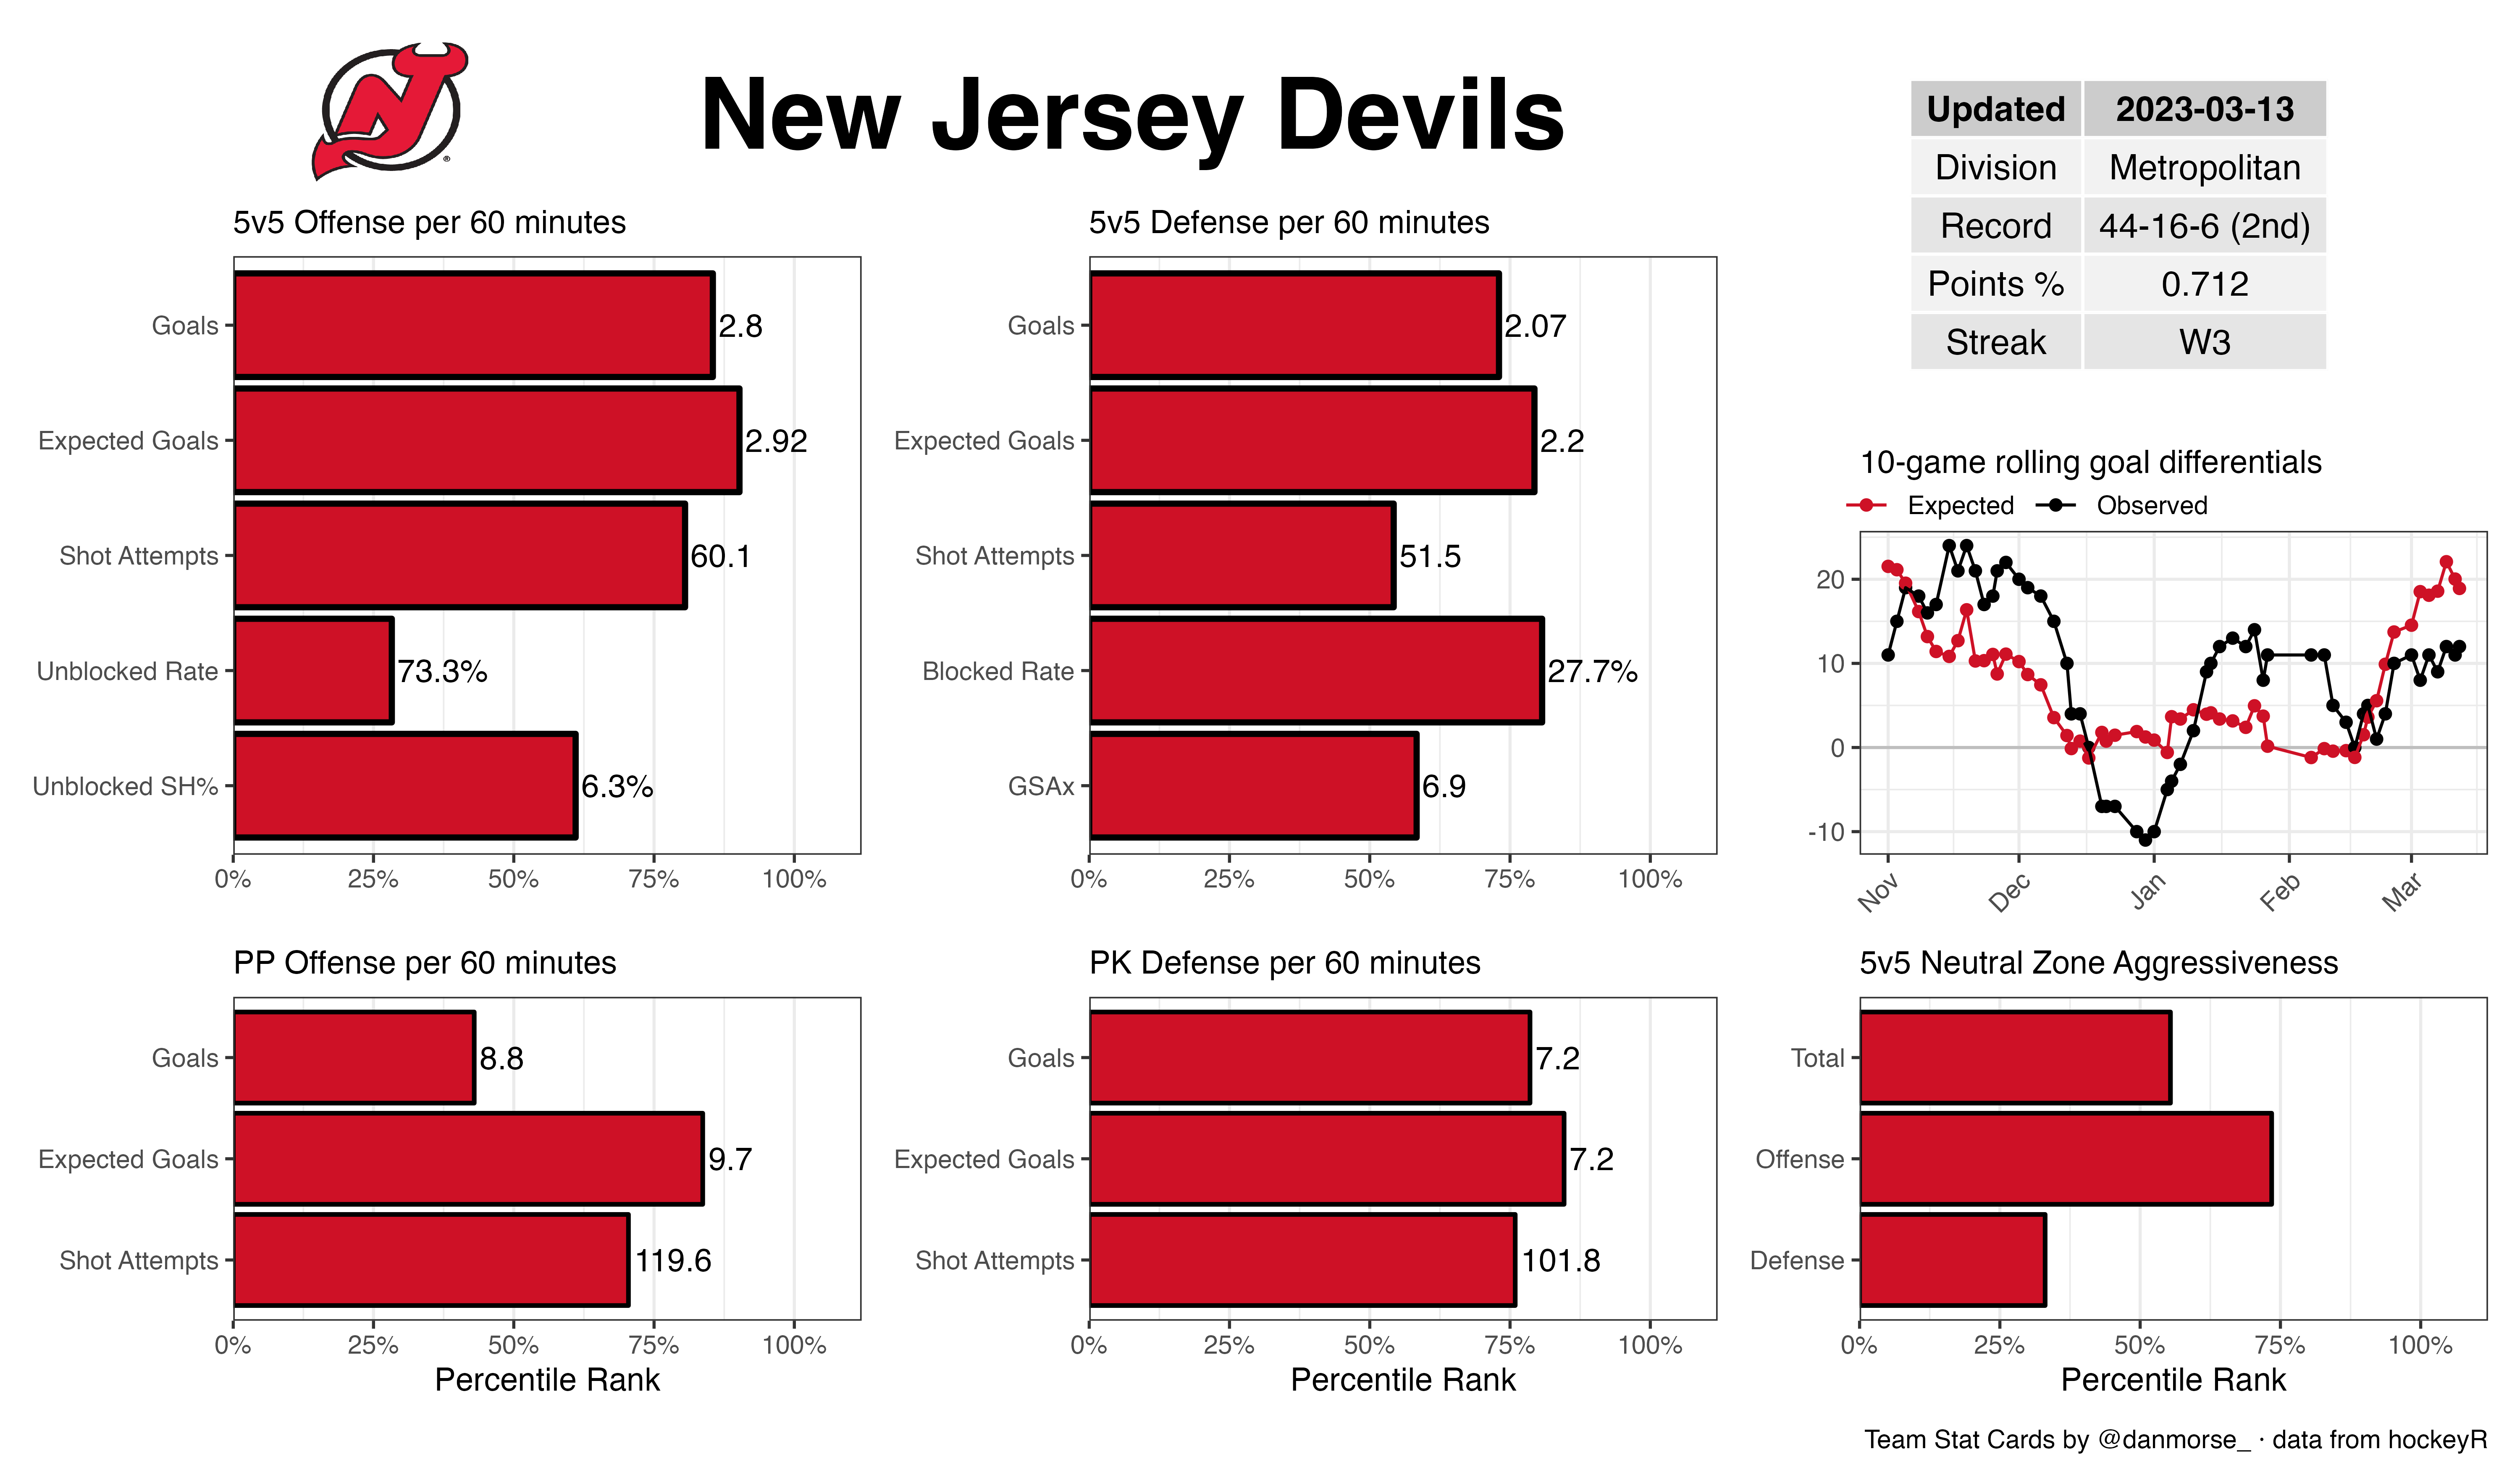 New Jersey Devils
Updated 2023-03-13
Division Metropolitan
Record 44-16-6 (2nd)
Points % 0.712
Streak W3
5v5 Offense per 60 minutes
Goals 2.8
Expected Goals 2.92
Shot Attempts 60.1
Unblocked Rate 73.3%
Unblocked SH% 6.3%
0% 25% 50% 75% 100%
5v5 Defense per 60 minutes
Goals 2.07
Expected Goals 2.2
Shot Attempts 51.5
Blocked Rate 27.7%
GSAx 6.9
0% 25% 50% 75% 100%
10-game rolling goal differentials
Expected Observed
20
10
0
-10
Nov Dec Jan Feb Mar
PP Offense per 60 minutes
Goals 8.8
Expected Goals 9.7
Shot Attempts 119.6
0% 25% 50% 75% 100%
Percentile Rank
PK Defense per 60 minutes
Goals 7.2
Expected Goals 7.2
Shot Attempts 101.8
0% 25% 50% 75% 100%
Percentile Rank
5v5 Neutral Zone Aggressiveness
Total
Offense
Defense
0% 25% 50% 75% 100%
Percentile Rank
Team Stat Cards by @danmorse_ · data from hockeyR